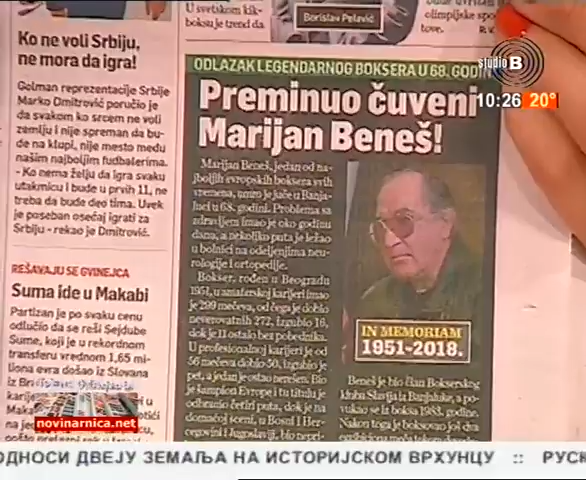 Ko ne voli Srbiju,
ne mora da igra!
Golman reprezentacije Srbije
Marko Dmitrović poručio je
da svakom ko srcem ne voli
zemlju i nije spreman da bu-
de na klupi, nije mesto među
našim najboljim fudbalerima.
- Ko nema želju da igra svaku
utakmicu i bude u prvih 11, ne
treba da bude deo tima. Uvek
je poseban osećaj igrati za
Srbiju - rekao je Dmitrović.
REŠAVAJU SE GVINEJCA
Suma ide u Makabi
Partizan je po svaku cenu
odlučio da se reši Sejdube
Sume, koji je u rekordnom
transferu vrednom 1,65 mi-
liona evra došao iz Slovana
iz
karije
Maka
U svetskom kik-
boksu je trend da
Borislav Pelević
olimpijske spo
tove.
ODLAZAK LEGENDARNOG BOKSERA U 68. GODIN
Preminuo čuveni
Marijan Beneš!
Marijan Beneš, jedan od naj-
boljih evropskih boksera svih
vremena, umro je juče u Banja-
luci u 68. godini. Problema sa
zdravljem imao je oko godinu
dana, a nekoliko puta je ležao
u bolnici na odeljenjima neu-
rologije i ortopedije.
Bokser, rođen u Beogradu
1951, u amaterskoj karijeri imao
je 299 mečeva, od čega je dobio
neverovatnih 272, izgubio 16,
dok je 11 ostalo bez pobednika.
U profesionalnoj karijeri je od
56 mečeva dobio 50, izgubio je
pet, a jedan je ostao nerešen. Bio
je šampion Evrope i tu titulu je
odbranio četiri puta, dok je na
domaćoj sceni, u Bosni i Her-
cegovini i Jugoslaviji, bio
IN MEMORIAM
1951-2018.
Beneš je bio član Bokserskog
kluba Slavija iz Banjaluke, a po-
vukao se iz boksa 1983. godine.
Nakon toga je boksovao još dva
studio B
10:26 20°
novinarnica.net
ОДНОСИ ДВЕЈУ ЗЕМАЉА НА ИСТОРИЈСКОМ ВРХУНЦУ :: РУСК